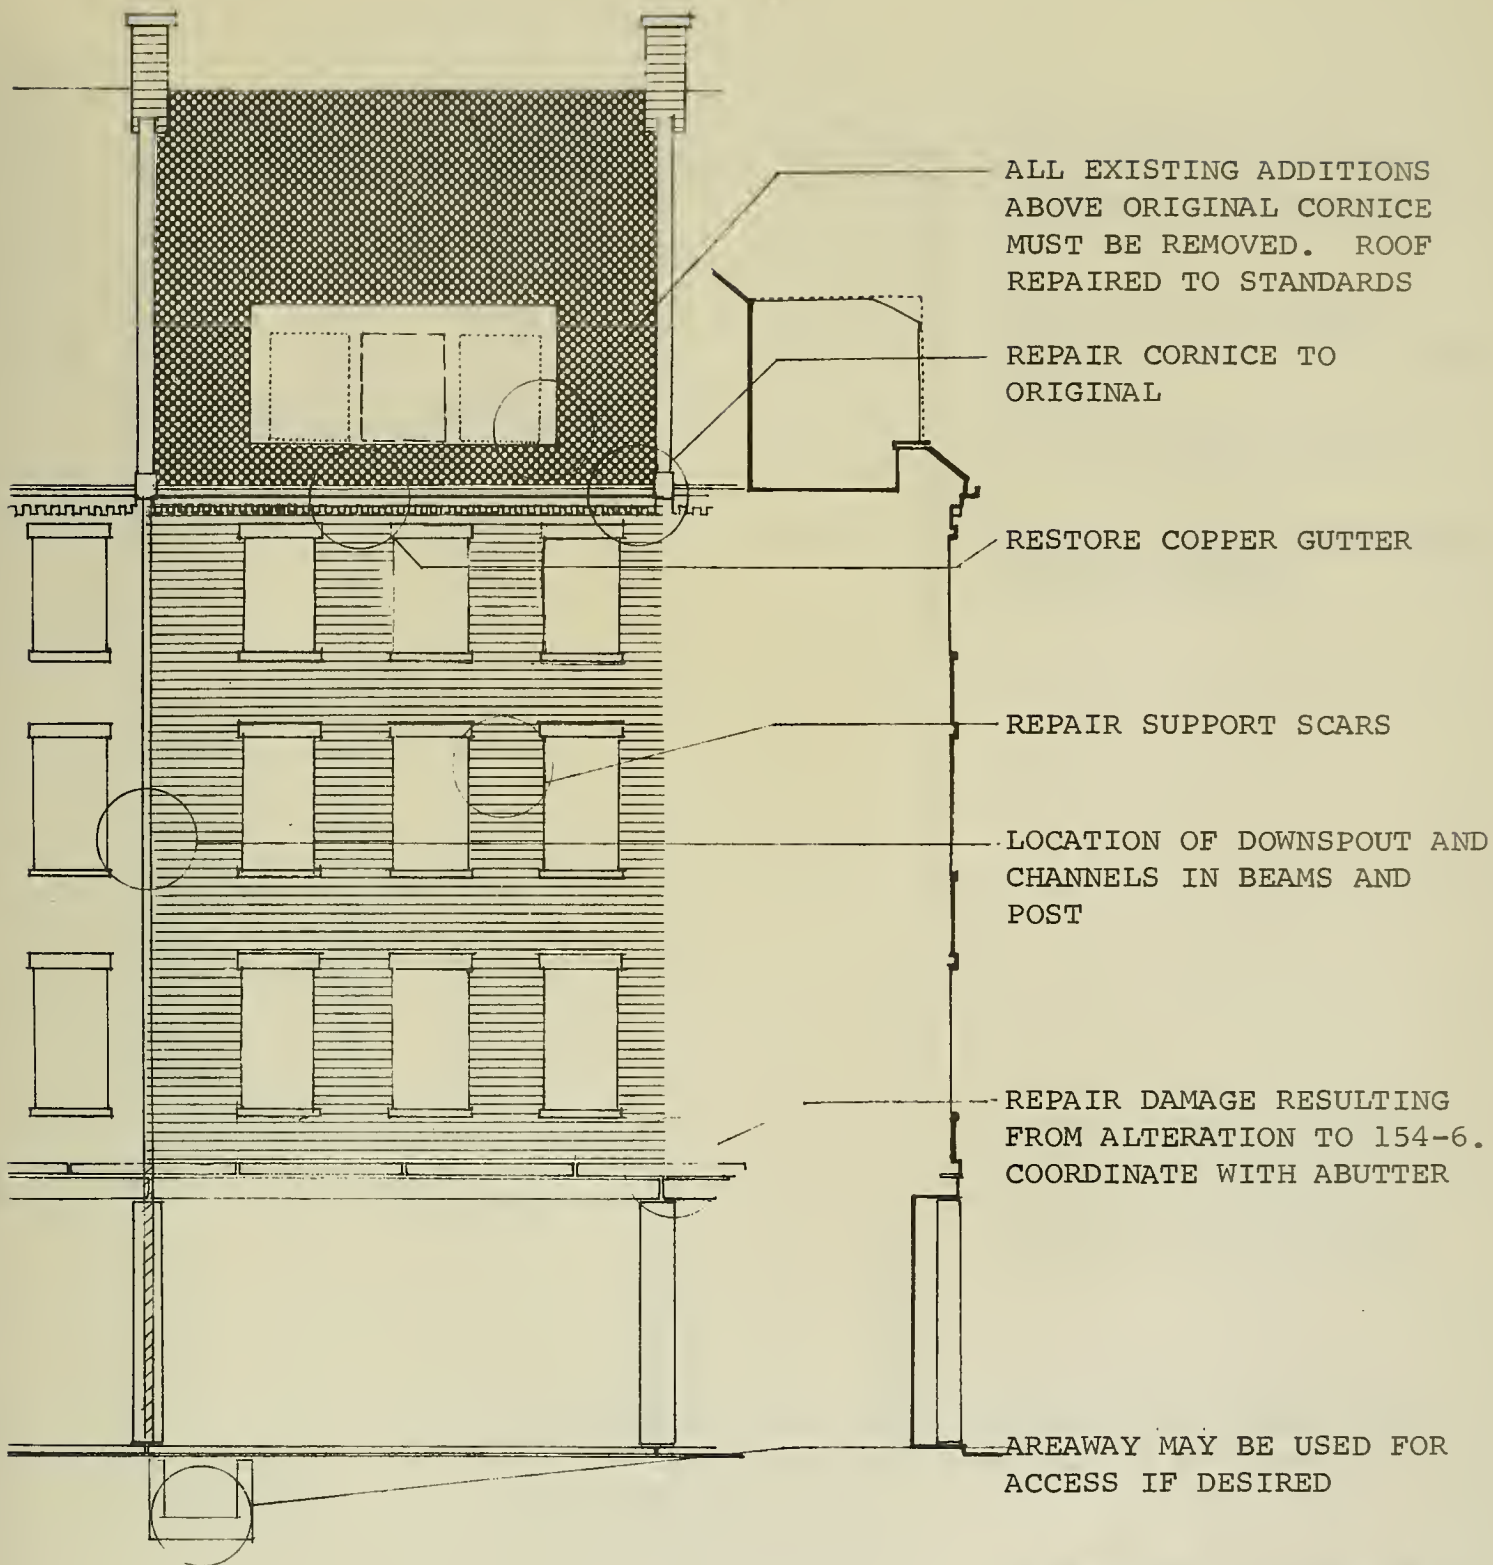 ALL EXISTING ADDITIONS
ABOVE ORIGINAL CORNICE
MUST BE REMOVED. ROOF
REPAIRED TO STANDARDS
REPAIR CORNICE TO
ORIGINAL
RESTORE COPPER GUTTER
REPAIR SUPPORT SCARS
LOCATION OF DOWNSPOUT AND
CHANNELS IN BEAMS AND
POST
REPAIR DAMAGE RESULTING
FROM ALTERATION TO 154-6.
COORDINATE WITH ABUTTER
AREAWAY MAY BE USED FOR
ACCESS IF DESIRED